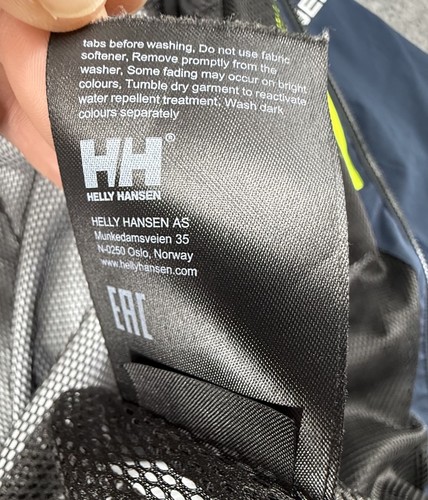 tabs before washing, Do not use fabric
softener, Remove promptly from the
washer, Some fading may occur on bright
colours, Tumble dry garment to reactivate
water repellent treatment, Wash dark
colours separately
HH®
HELLY HANSEN
HELLY HANSEN AS
Munkedamsveien 35
N-0250 Oslo, Norway
www.hellyhansen.com
EAC